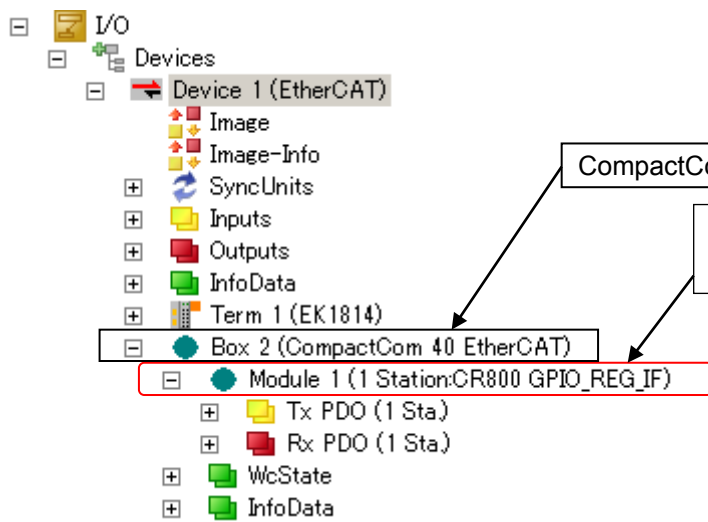 I/O
Devices
Device 1 (EtherCAT)
Image
Image-Info
CompactCo
SyncUnits
Inputs
Outputs
InfoData
Term 1 (EK1814)
Box 2 (CompactCom 40 EtherCAT)
Module 1 (1 Station:CR800 GPIO_REG_IF)
Tx PDO (1 Sta.)
Rx PDO (1 Sta.)
WcState
InfoData